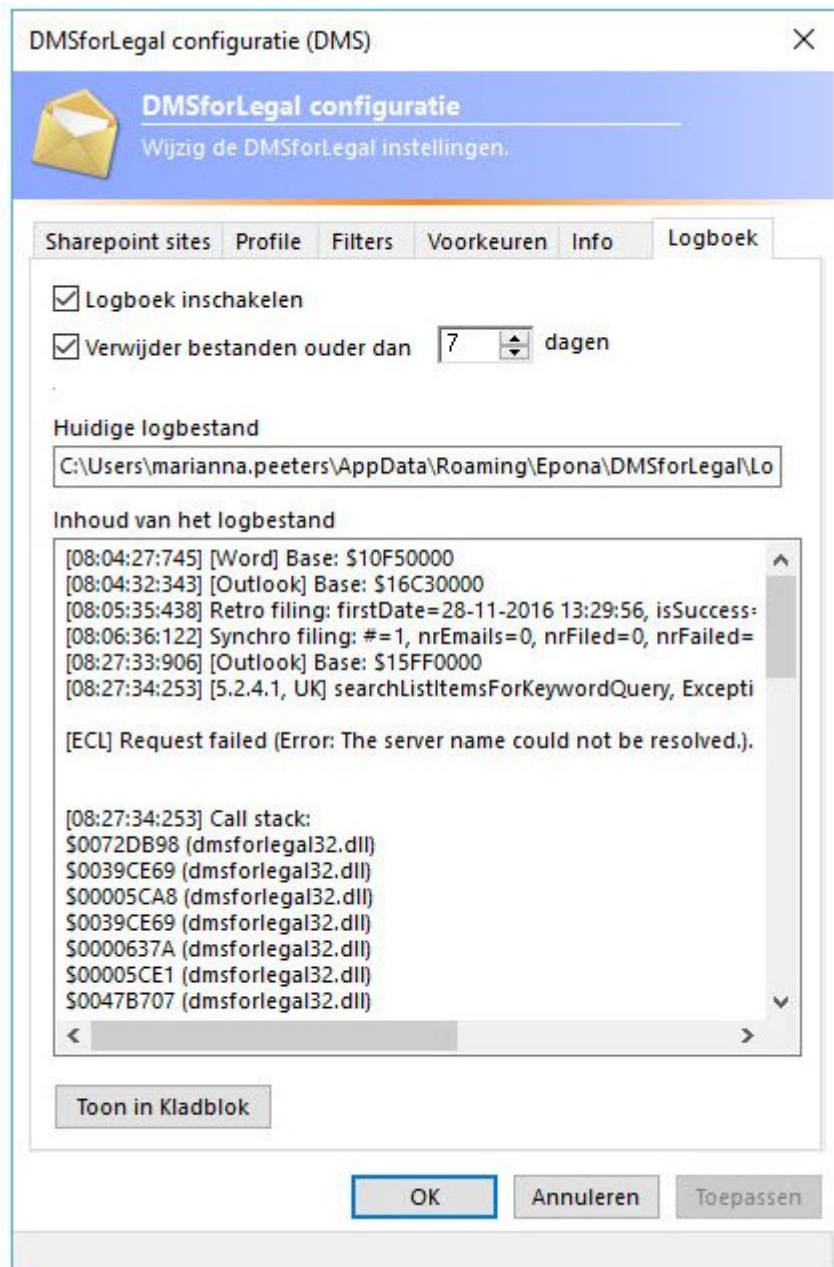 DMSforLegal configuratie (DMS)
DMSforLegal configuratie
Wijzig de DMSforLegal instellingen.
Sharepoint sites Profile Filters Voorkeuren Info Logboek
Logboek inschakelen
Verwijder bestanden ouder dan 7 dagen
Huidige logbestand
C:\Users\marianna.peeters\AppData\Roaming\Epona\DMSforLegal\Lo
Inhoud van het logbestand
[08:04:27:745] [Word] Base: $10F50000
[08:04:32:343] [Outlook] Base: $16C30000
[08:05:35:438] Retro filing: firstDate=28-11-2016 13:29:56, isSuccess=
[08:06:36:122] Synchro filing: #=1, nrEmails=0, nrFiled=0, nrFailed=
[08:27:33:906] [Outlook] Base: $15FF0000
[08:27:34:253] [5.2.4.1, UK] searchListItemsForKeywordQuery, Excepti
[ECL] Request failed (Error: The server name could not be resolved.).
[08:27:34:253] Call stack:
$0072DB98 (dmsforlegal32.dll)
$0039CE69 (dmsforlegal32.dll)
$00005CA8 (dmsforlegal32.dll)
$0039CE69 (dmsforlegal32.dll)
$0000637A (dmsforlegal32.dll)
$00005CE1 (dmsforlegal32.dll)
$0047B707 (dmsforlegal32.dll)
Toon in Kladblok
OK Annuleren Toepassen